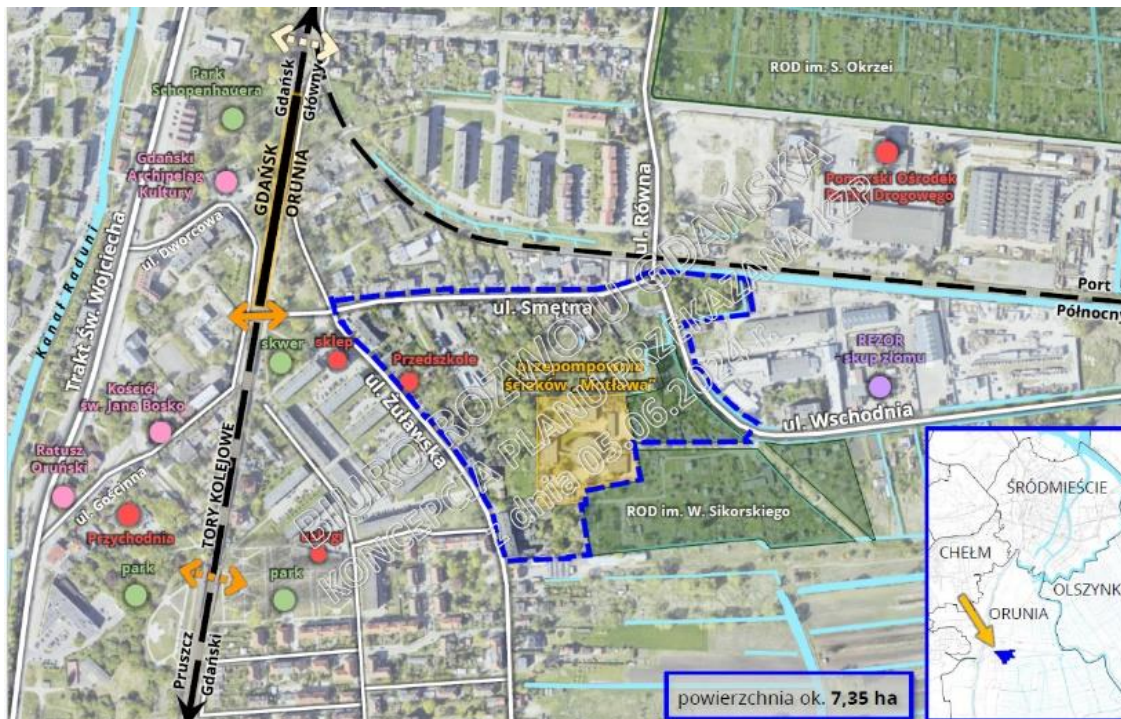 ROD im. S. Okrzei
Park
Schopenhauera
Gdańsk
Główny
GDAŃSK
ORUNIA
Gdański
Archipelag
Kultury
Kanał Raduni
Trakt Św. Wojciecha
ul. Dworcowa
ul. Równa
Pomorski Ośrodek
Ruchu Drogowego
Port
Północny
ul. Smętna
skwer
sklep
Przedszkole
przepompownia
ścieków „Motława”
REZOR
- skup złomu
ul. Wschodnia
Kościół
św. Jana Bosko
ul. Żuławska
Ratusz
Oruński
ul. Gościnna
TORY KOLEJOWE
Przychodnia
usługi
park
park
ROD im. W. Sikorskiego
Pruszcz
Gdański
BIURO ROZWOJU GDAŃSKA
KONCEPCJA PLANU PRZEKAZANA KZP
dnia 05.06.2024 r.
powierzchnia ok. 7,35 ha
ŚRÓDMIEŚCIE
CHEŁM
OLSZYNK
ORUNIA